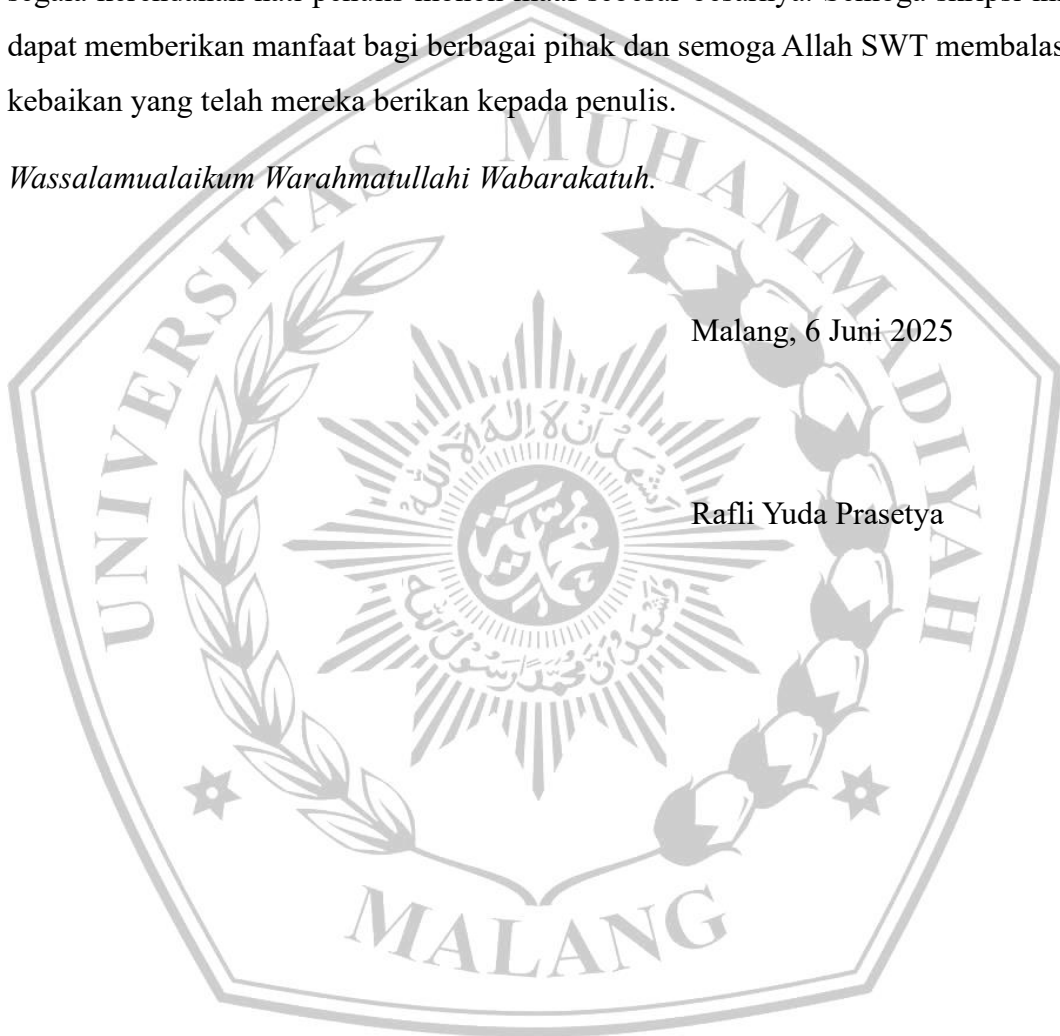 dapat memberikan manfaat bagi berbagai pihak dan semoga Allah SWT membalas
kebaikan yang telah mereka berikan kepada penulis.
Wassalamualaikum Warahmatullahi Wabarakatuh.
Malang, 6 Juni 2025
Rafli Yuda Prasetya
UNIVERSITAS MUHAMMADIYAH
MALANG